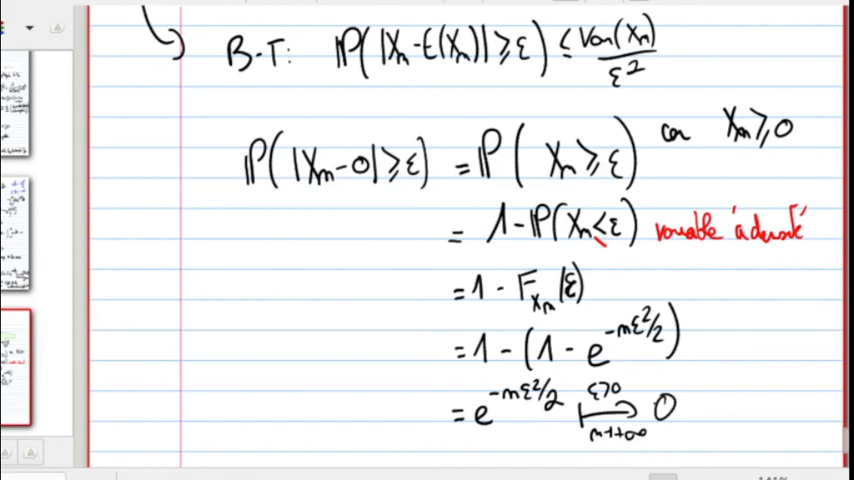 B-T: ℙ( |Xn-E(Xn)| ≥ ε ) ≤ Var(Xn)/ε²
ℙ( |Xn-0| ≥ ε ) = ℙ( Xn ≥ ε ) car Xn ≥ 0
= 1 - ℙ(Xn < ε) variable à densité
= 1 - F_Xn(ε)
= 1 - (1 - e^(-nε²/2))
= e^(-nε²/2) ε>0 ⟼ n→+∞ 0
141%